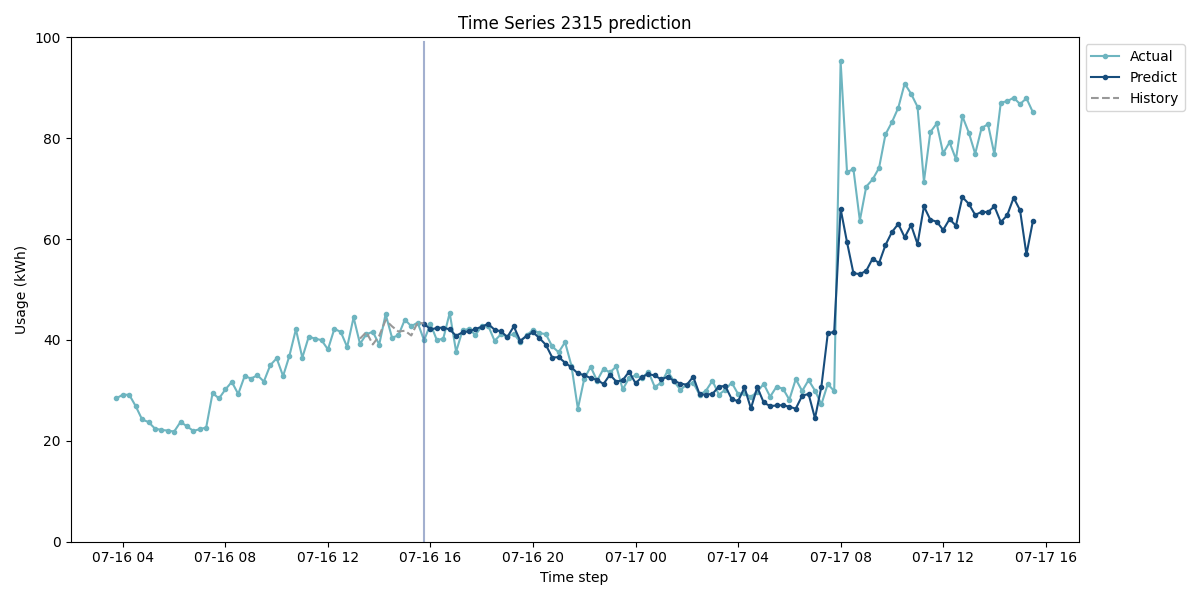 Time Series 2315 prediction
Usage (kWh)
100
80
60
40
20
0
07-16 04
07-16 08
07-16 12
07-16 16
07-16 20
07-17 00
07-17 04
07-17 08
07-17 12
07-17 16
Time step
Actual
Predict
History